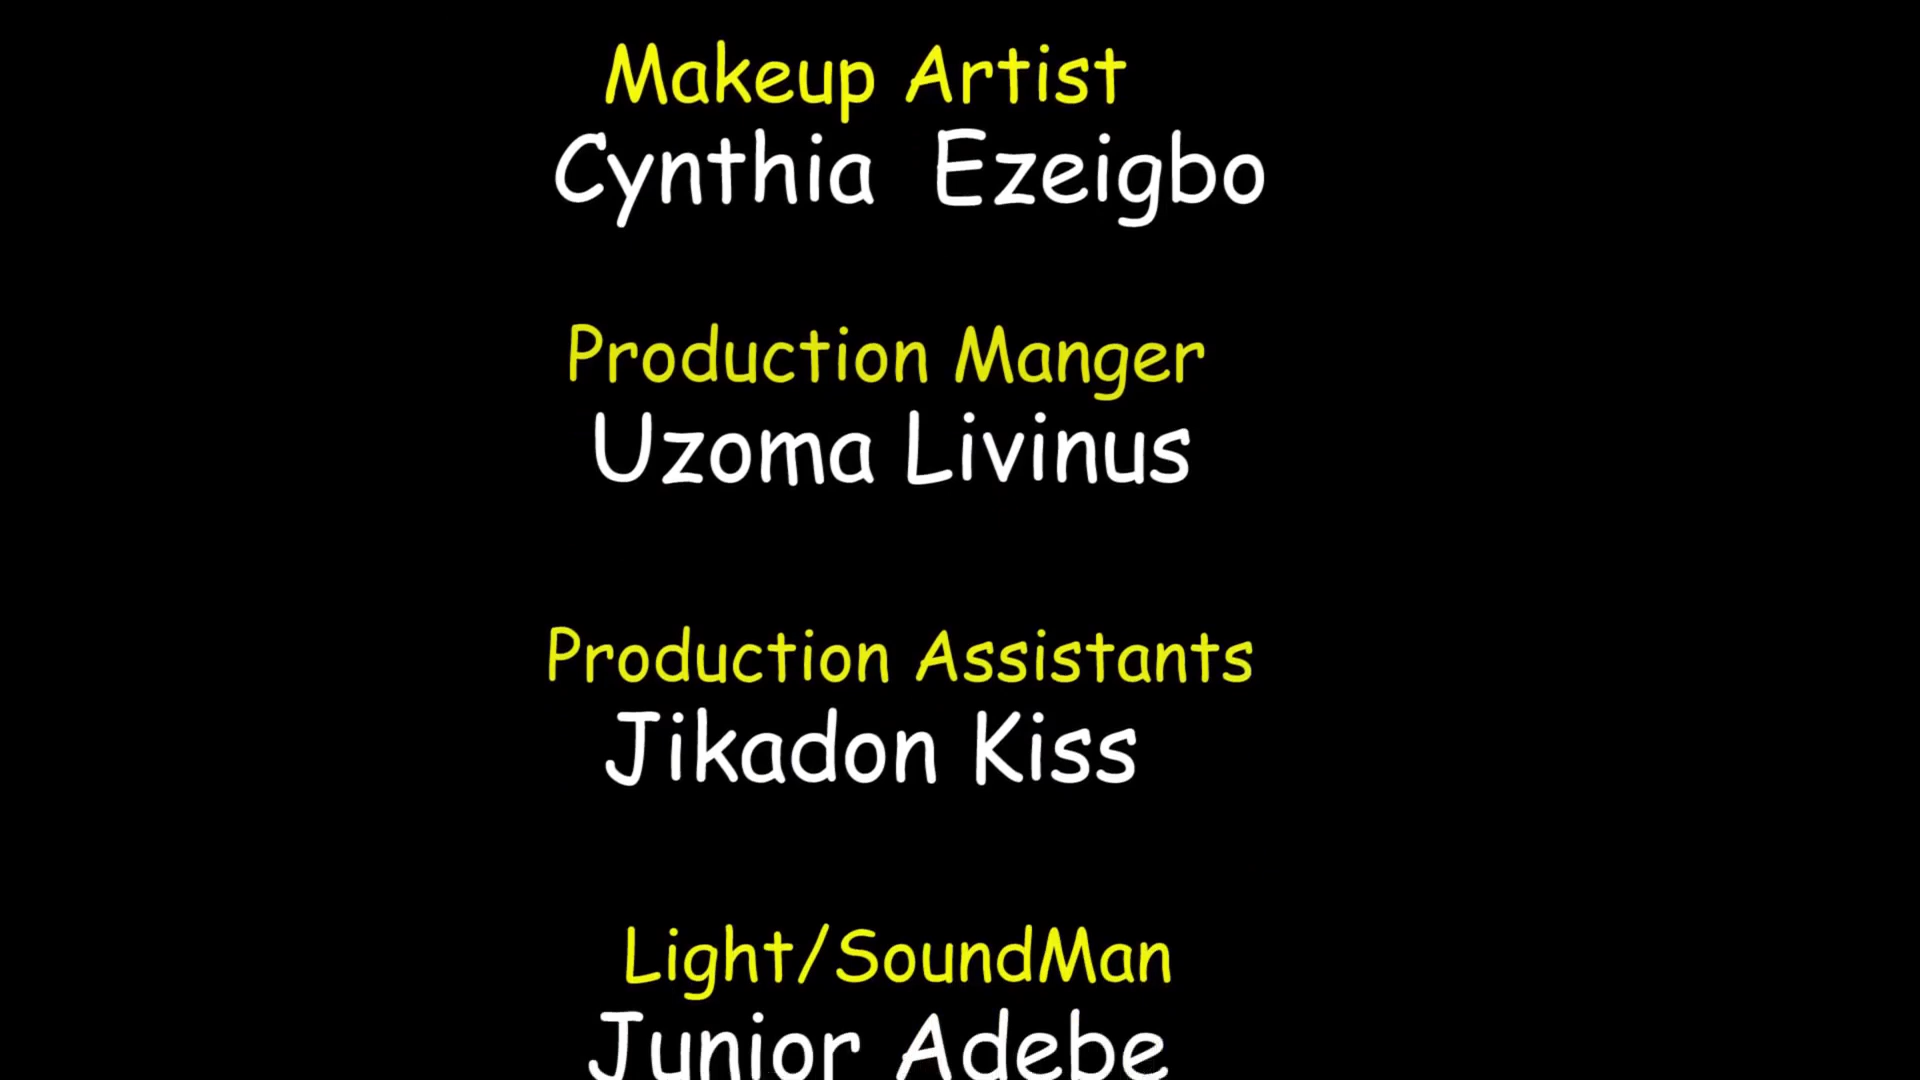 Makeup Artist
Cynthia Ezeigbo
Production Manger
Uzoma Livinus
Production Assistants
Jikadon Kiss
Light/SoundMan
Junior Adebe